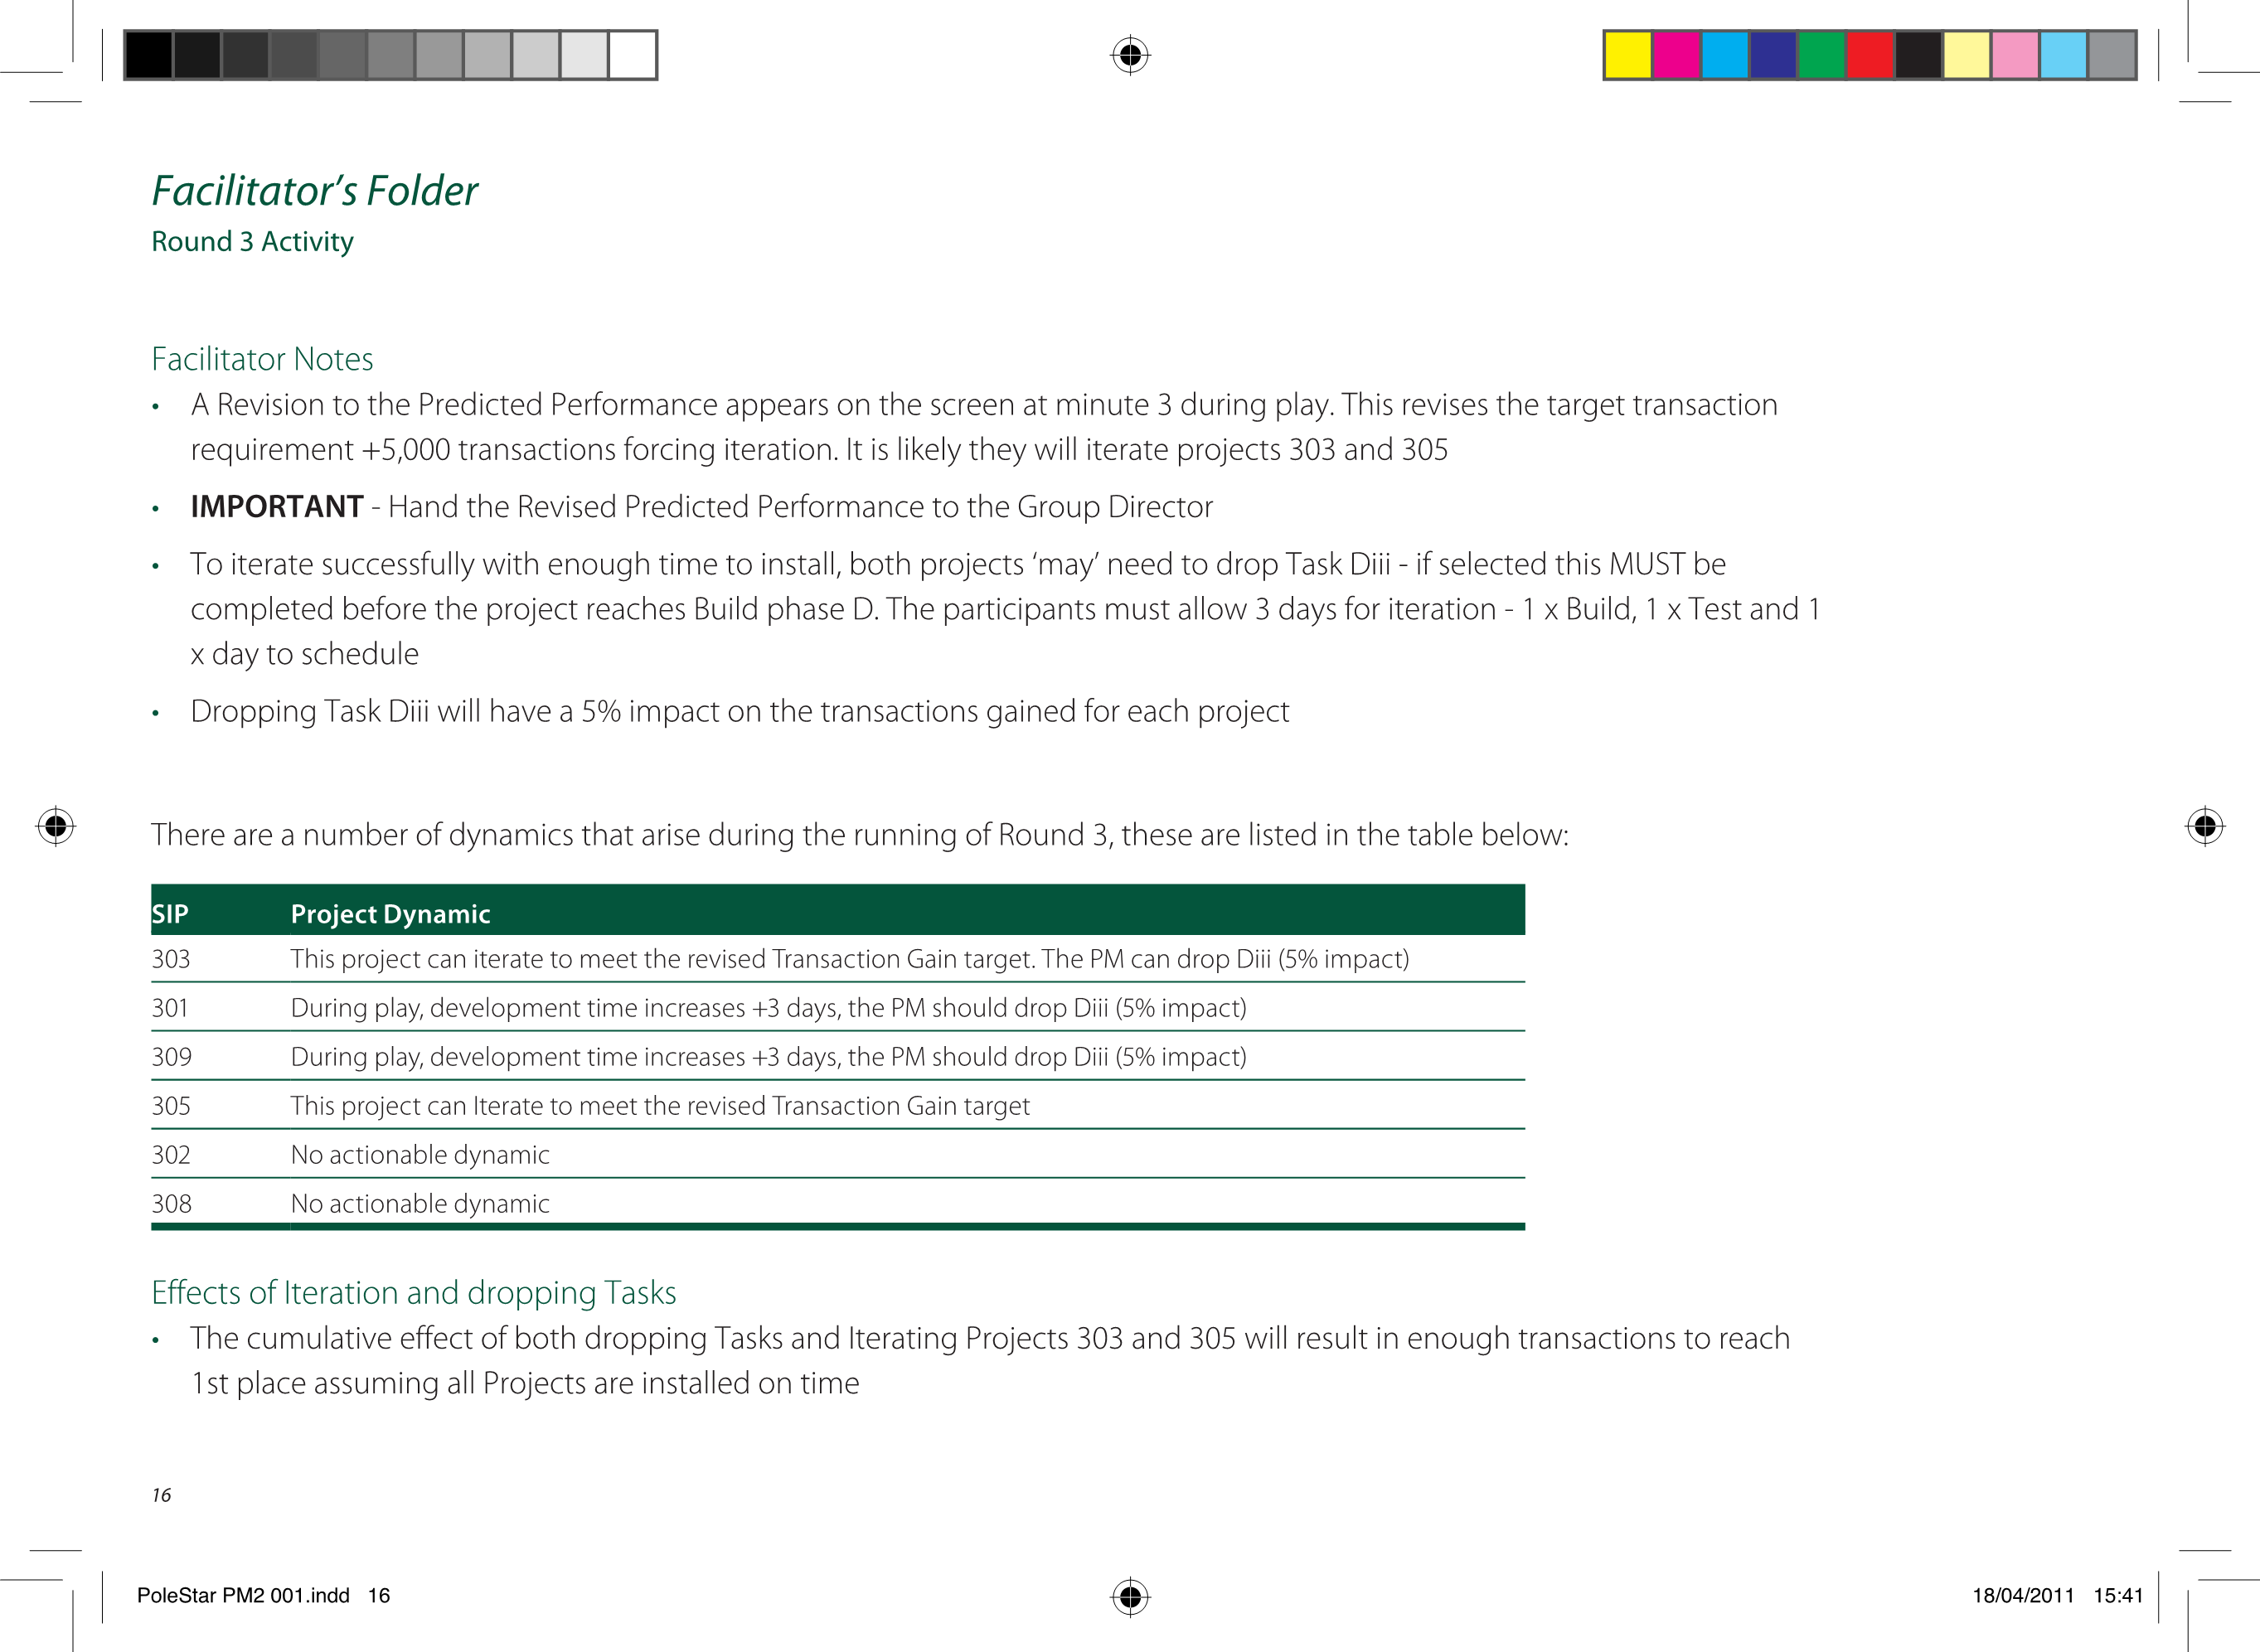 Facilitator’s Folder
Round 3 Activity
Facilitator Notes
• A Revision to the Predicted Performance appears on the screen at minute 3 during play. This revises the target transaction
requirement +5,000 transactions forcing iteration. It is likely they will iterate projects 303 and 305
• IMPORTANT - Hand the Revised Predicted Performance to the Group Director
• To iterate successfully with enough time to install, both projects ‘may’ need to drop Task Diii - if selected this MUST be
completed before the project reaches Build phase D. The participants must allow 3 days for iteration - 1 x Build, 1 x Test and 1
x day to schedule
• Dropping Task Diii will have a 5% impact on the transactions gained for each project
There are a number of dynamics that arise during the running of Round 3, these are listed in the table below:
SIP Project Dynamic
303 This project can iterate to meet the revised Transaction Gain target. The PM can drop Diii (5% impact)
301 During play, development time increases +3 days, the PM should drop Diii (5% impact)
309 During play, development time increases +3 days, the PM should drop Diii (5% impact)
305 This project can Iterate to meet the revised Transaction Gain target
302 No actionable dynamic
308 No actionable dynamic
Effects of Iteration and dropping Tasks
• The cumulative effect of both dropping Tasks and Iterating Projects 303 and 305 will result in enough transactions to reach
1st place assuming all Projects are installed on time
16
PoleStar PM2 001.indd 16
18/04/2011 15:41